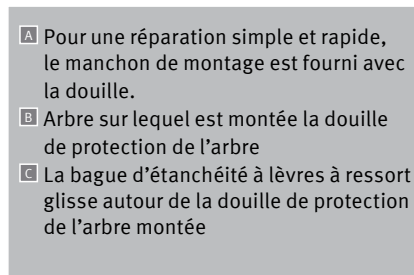 A Pour une réparation simple et rapide,
le manchon de montage est fourni avec
la douille.
B Arbre sur lequel est montée la douille
de protection de l’arbre
C La bague d’étanchéité à lèvres à ressort
glisse autour de la douille de protection
de l’arbre montée